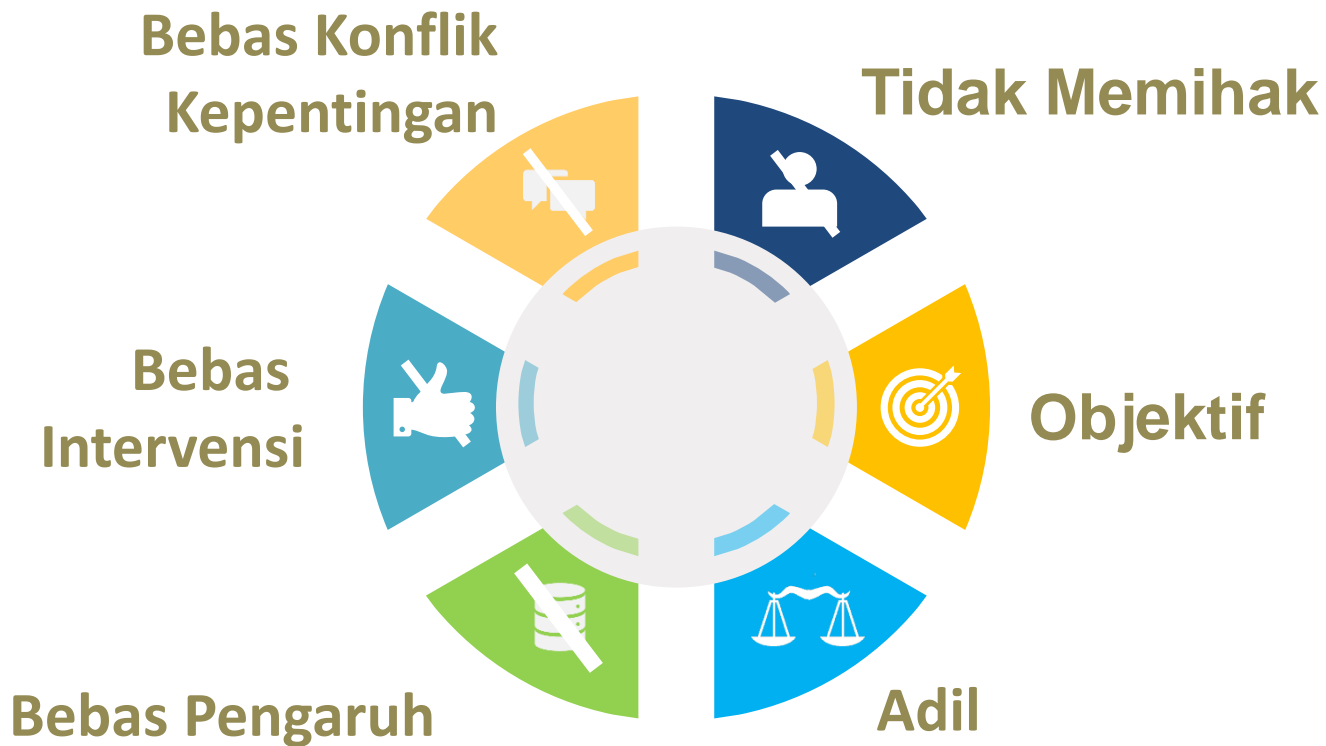 Bebas Konflik
Kepentingan
Tidak Memihak
Bebas
Intervensi
Objektif
Bebas Pengaruh
Adil